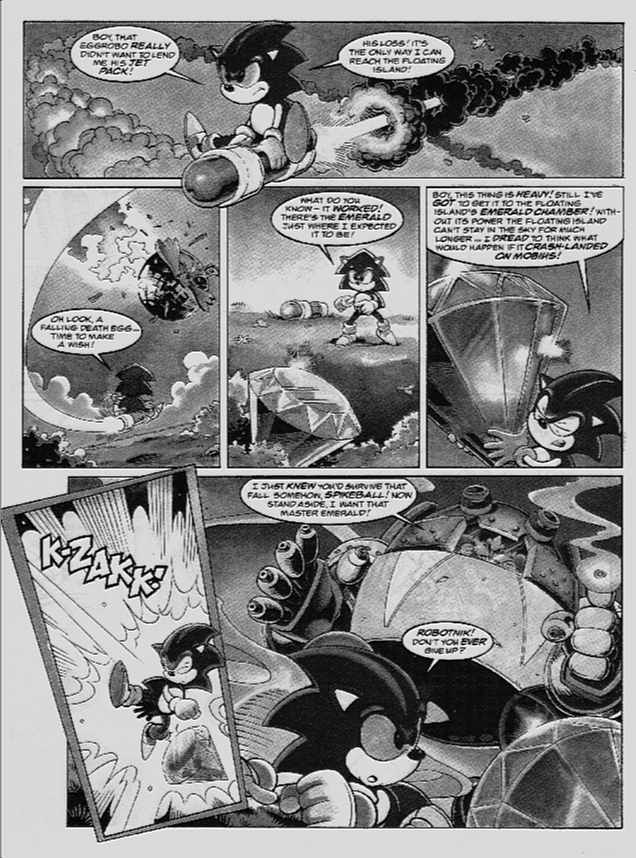 BOY, THAT
EGGROBO REALLY
DIDN'T WANT TO LEND
ME HIS JET
PACK!
HIS LOSS! IT'S
THE ONLY WAY I CAN
REACH THE FLOATING
ISLAND!
OH LOOK, A
FALLING DEATH EGG...
TIME TO MAKE
A WISH!
WHAT DO YOU
KNOW - IT WORKED!
THERE'S THE EMERALD
JUST WHERE I EXPECTED
IT TO BE!
BOY, THIS THING IS HEAVY! STILL I'VE
GOT TO GET IT TO THE FLOATING
ISLAND'S EMERALD CHAMBER! WITH-
OUT ITS POWER THE FLOATING ISLAND
CAN'T STAY IN THE SKY FOR MUCH
LONGER... I DREAD TO THINK WHAT
WOULD HAPPEN IF IT CRASH-LANDED
ON MOBIUS!
K-ZAKK!
I JUST KNEW YOU'D SURVIVE THAT
FALL SOMEHOW, SPIKEBALL! NOW
STAND ASIDE, I WANT THAT
MASTER EMERALD!
ROBOTNIK!
DON'T YOU EVER
GIVE UP?